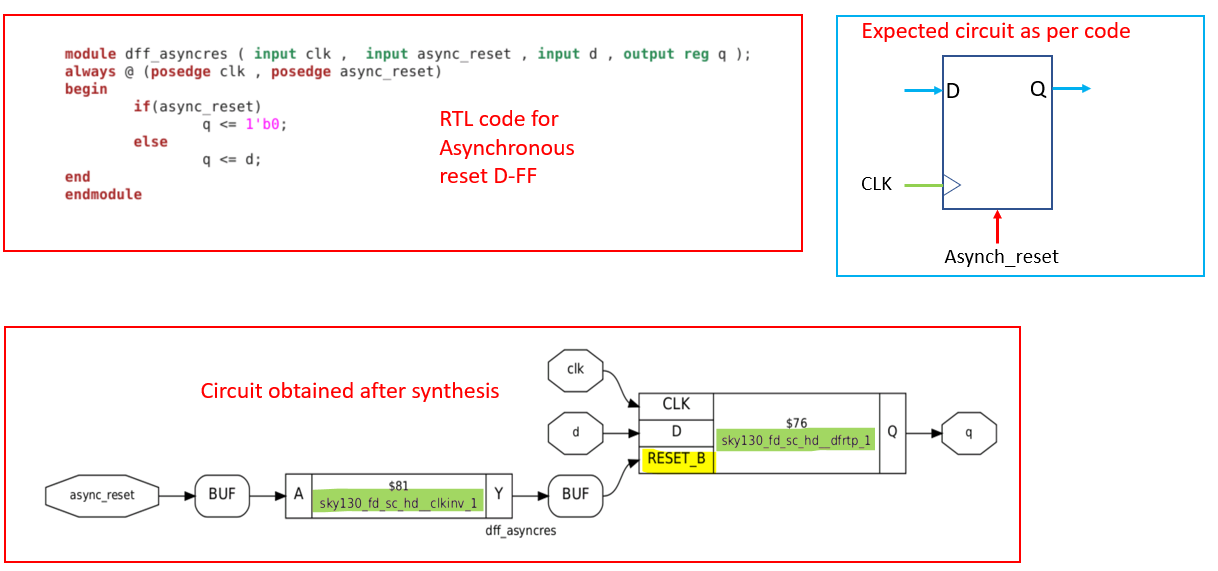 module dff_asyncres ( input clk ,  input async_reset , input d , output reg q );
always @ (posedge clk , posedge async_reset)
begin
if(async_reset)
q <= 1'b0;
else
q <= d;
end
endmodule
RTL code for
Asynchronous
reset D-FF
Expected circuit as per code
D
Q
CLK
Asynch_reset
Circuit obtained after synthesis
clk
d
async_reset
BUF
A
$81
sky130_fd_sc_hd__clkinv_1
Y
BUF
CLK
D
RESET_B
$76
sky130_fd_sc_hd__dfrtp_1
Q
q
dff_asyncres